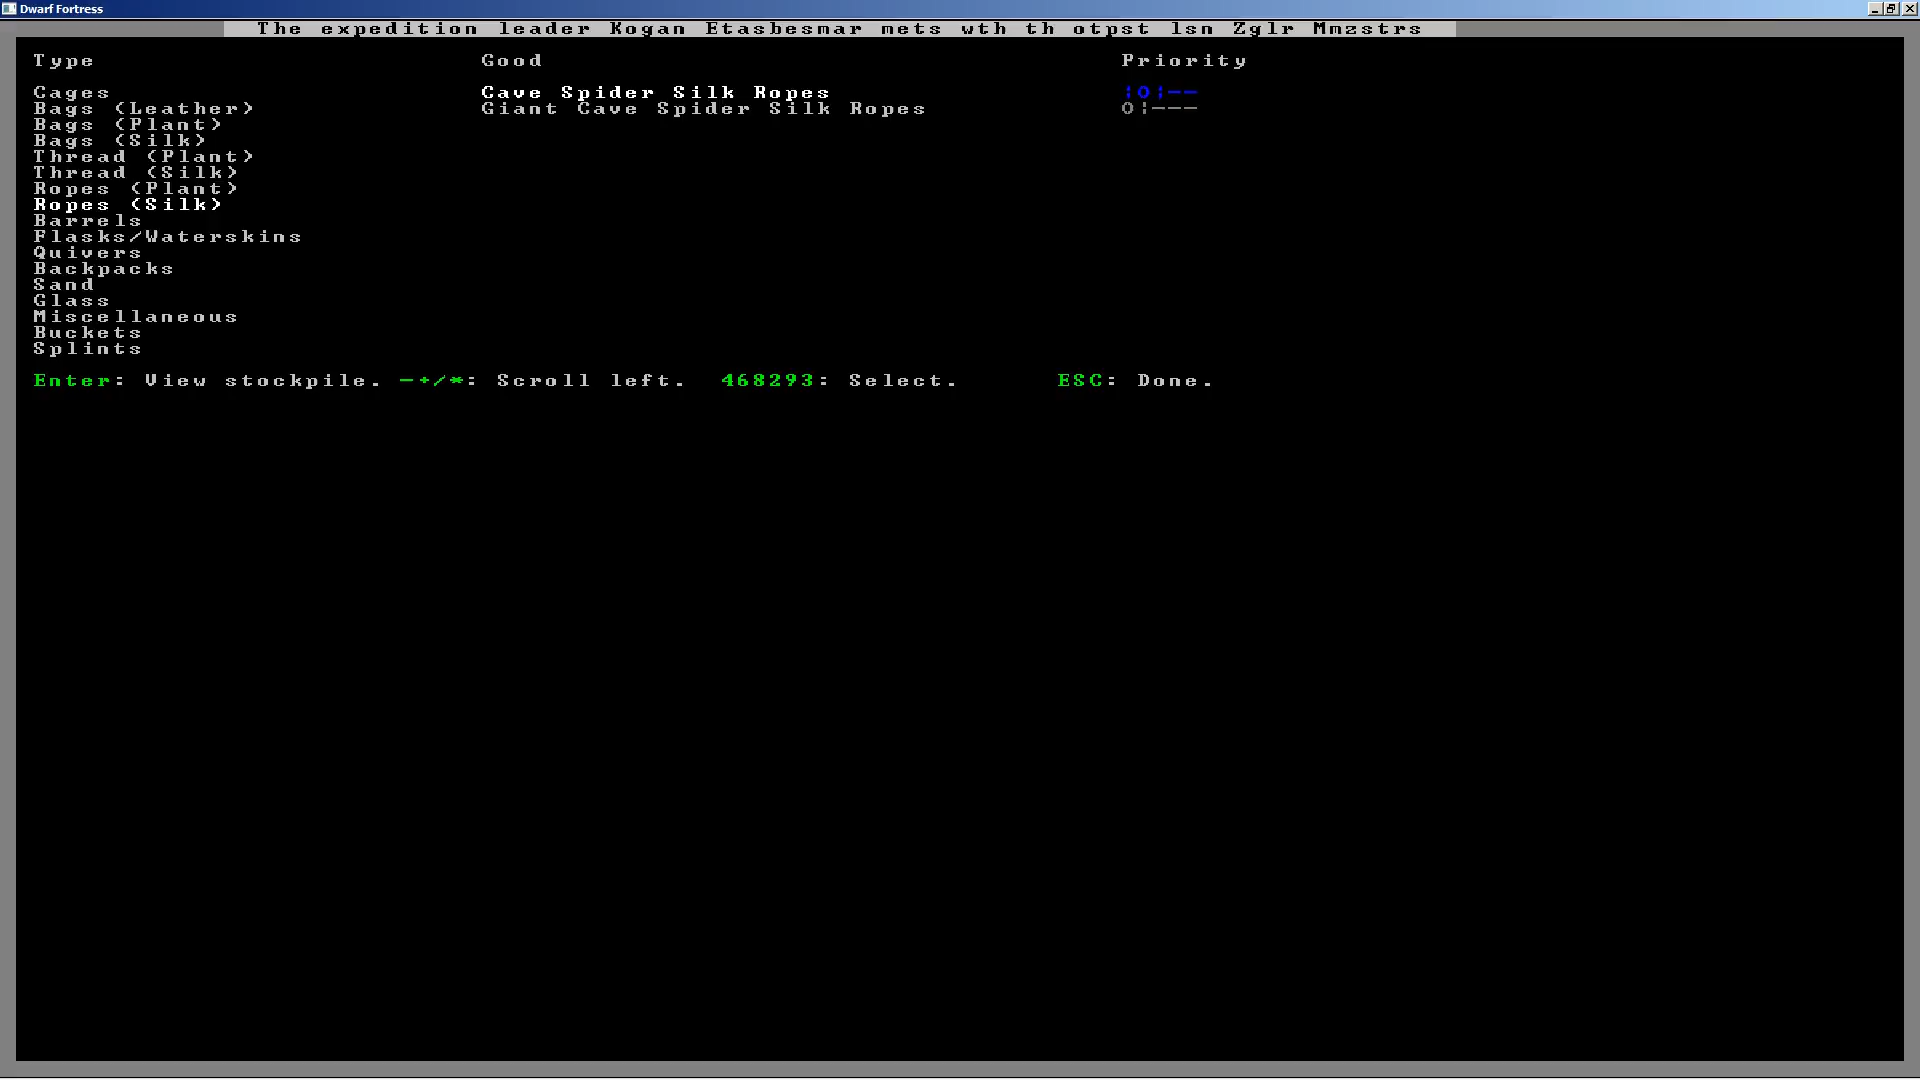 Dwarf Fortress
The expedition leader Kogan Etasbesmar mets wth th otpst lsn Zglr Mmzstrs
Type Good Priority
Cages Cave Spider Silk Ropes ¦O¦--
Bags (Leather) Giant Cave Spider Silk Ropes O¦---
Bags (Plant)
Bags (Silk)
Thread (Plant)
Thread (Silk)
Ropes (Plant)
Ropes (Silk)
Barrels
Flasks/Waterskins
Quivers
Backpacks
Sand
Glass
Miscellaneous
Buckets
Splints
Enter: View stockpile. -+/*: Scroll left. 468293: Select. ESC: Done.